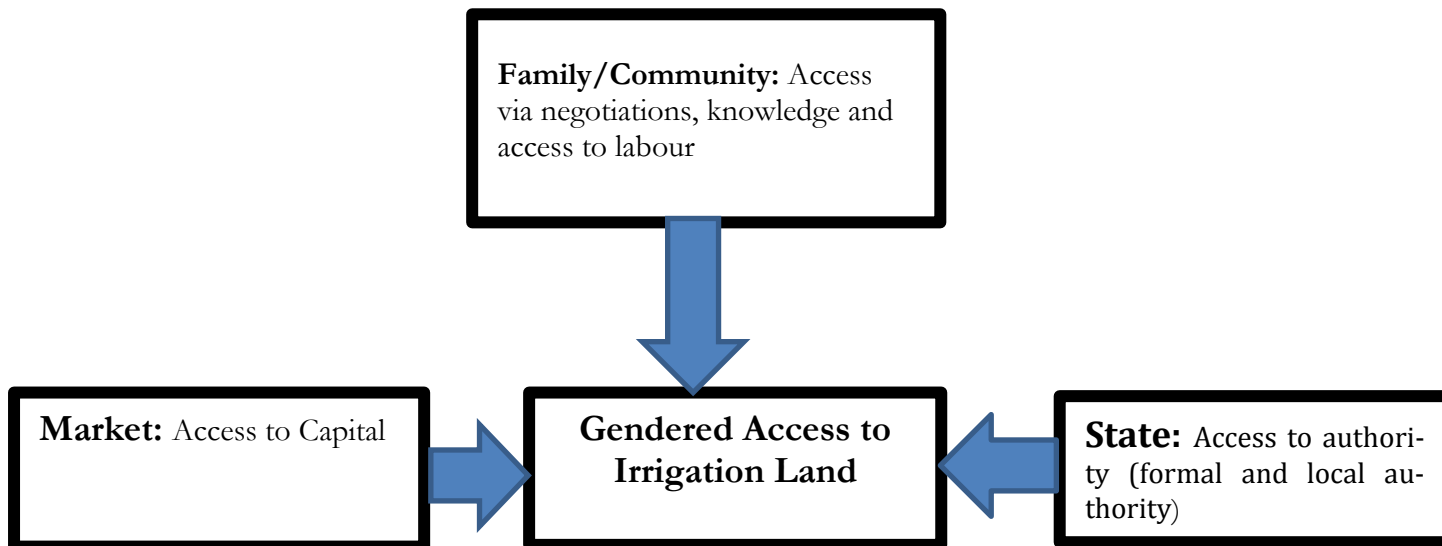 Family/Community: Access
via negotiations, knowledge and
access to labour
Market: Access to Capital
Gendered Access to
Irrigation Land
State: Access to authori-
ty (formal and local au-
thority)